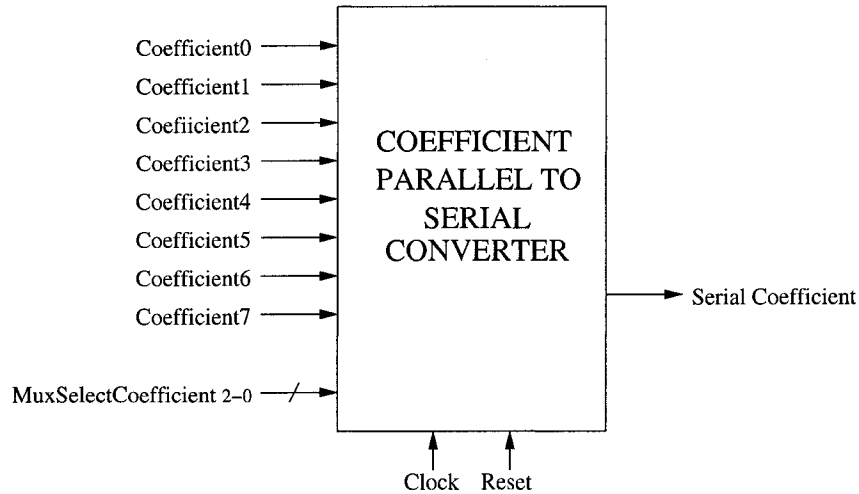 Coefficient0
Coefficient1
Coefiicient2
Coefficient3
Coefficient4
Coefficient5
Coefficient6
Coefficient7
MuxSelectCoefficient 2-0
COEFFICIENT
PARALLEL TO
SERIAL
CONVERTER
Serial Coefficient
Clock Reset